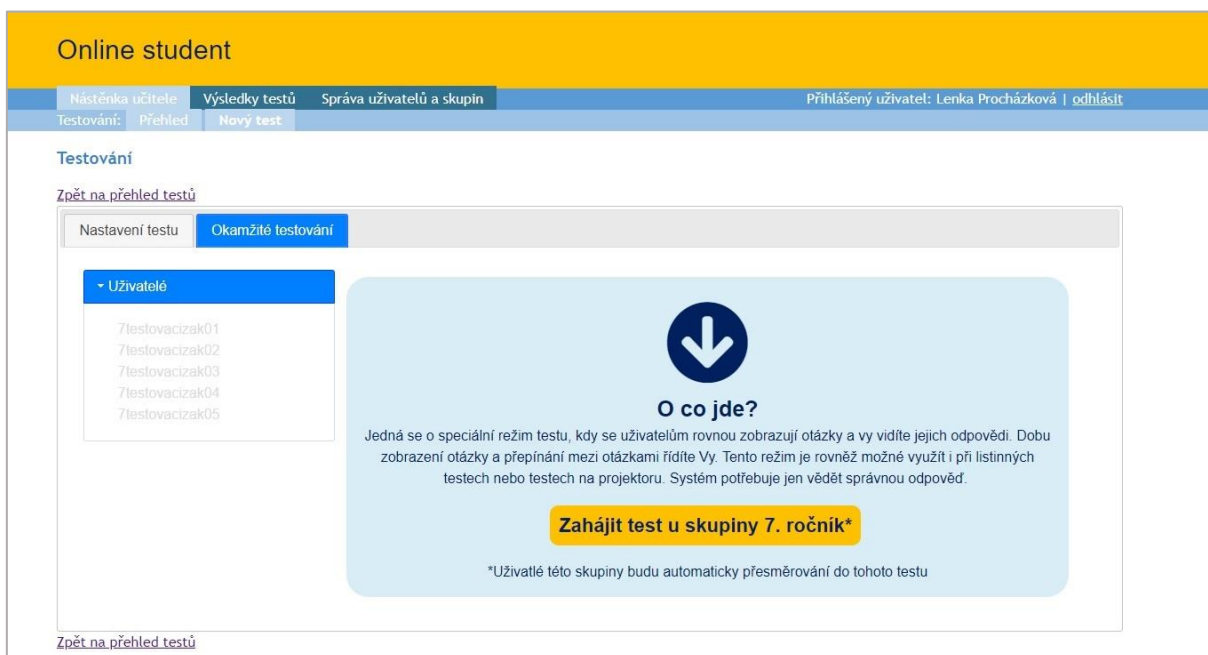 Online student
Nástěnka učitele Výsledky testů Správa uživatelů a skupin Přihlášený uživatel: Lenka Procházková | odhlásit
Testování: Přehled Nový test
Testování
Zpět na přehled testů
Nastavení testu Okamžité testování
Uživatelé
7testovacizak01
7testovacizak02
7testovacizak03
7testovacizak04
7testovacizak05
O co jde?
Jedná se o speciální režim testu, kdy se uživatelům rovnou zobrazují otázky a vy vidíte jejich odpovědi. Dobu
zobrazení otázky a přepínání mezi otázkami řídíte Vy. Tento režim je rovněž možné využít i při listinných
testech nebo testech na projektoru. Systém potřebuje jen vědět správnou odpověď.
Zahájit test u skupiny 7. ročník*
*Uživatlé této skupiny budu automaticky přesměrování do tohoto testu
Zpět na přehled testů